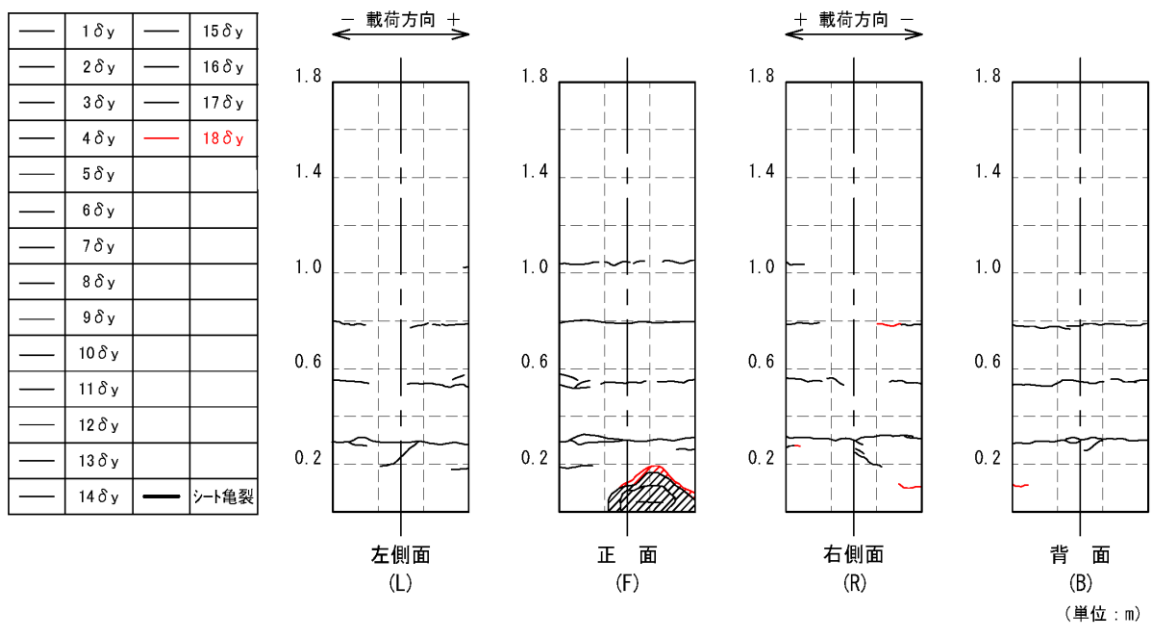 1δy 15δy
2δy 16δy
3δy 17δy
4δy 18δy
5δy
6δy
7δy
8δy
9δy
10δy
11δy
12δy
13δy
14δy シート亀裂
− 載荷方向 +
+ 載荷方向 −
1.8 1.8 1.8 1.8
1.4 1.4 1.4 1.4
1.0 1.0 1.0 1.0
0.6 0.6 0.6 0.6
0.2 0.2 0.2 0.2
左側面 正 面 右側面 背 面
(L) (F) (R) (B)
(単位:m)